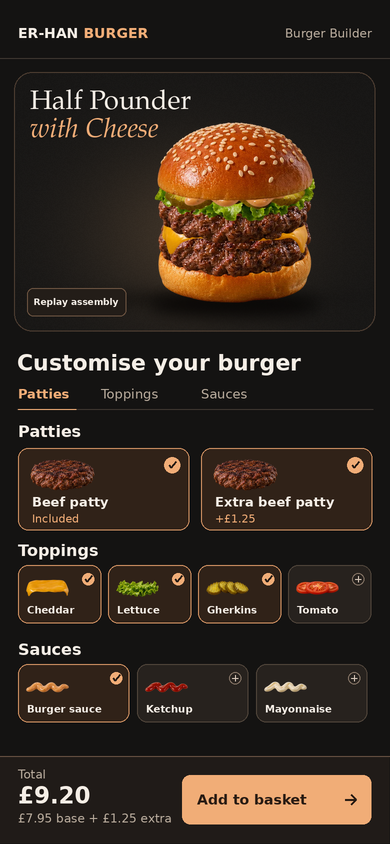 ER-HAN BURGER
Burger Builder
Half Pounder
with Cheese
Replay assembly
Customise your burger
Patties
Toppings
Sauces
Patties
Beef patty
Included
Extra beef patty
+£1.25
Toppings
Cheddar
Lettuce
Gherkins
Tomato
Sauces
Burger sauce
Ketchup
Mayonnaise
Total
£9.20
£7.95 base + £1.25 extra
Add to basket